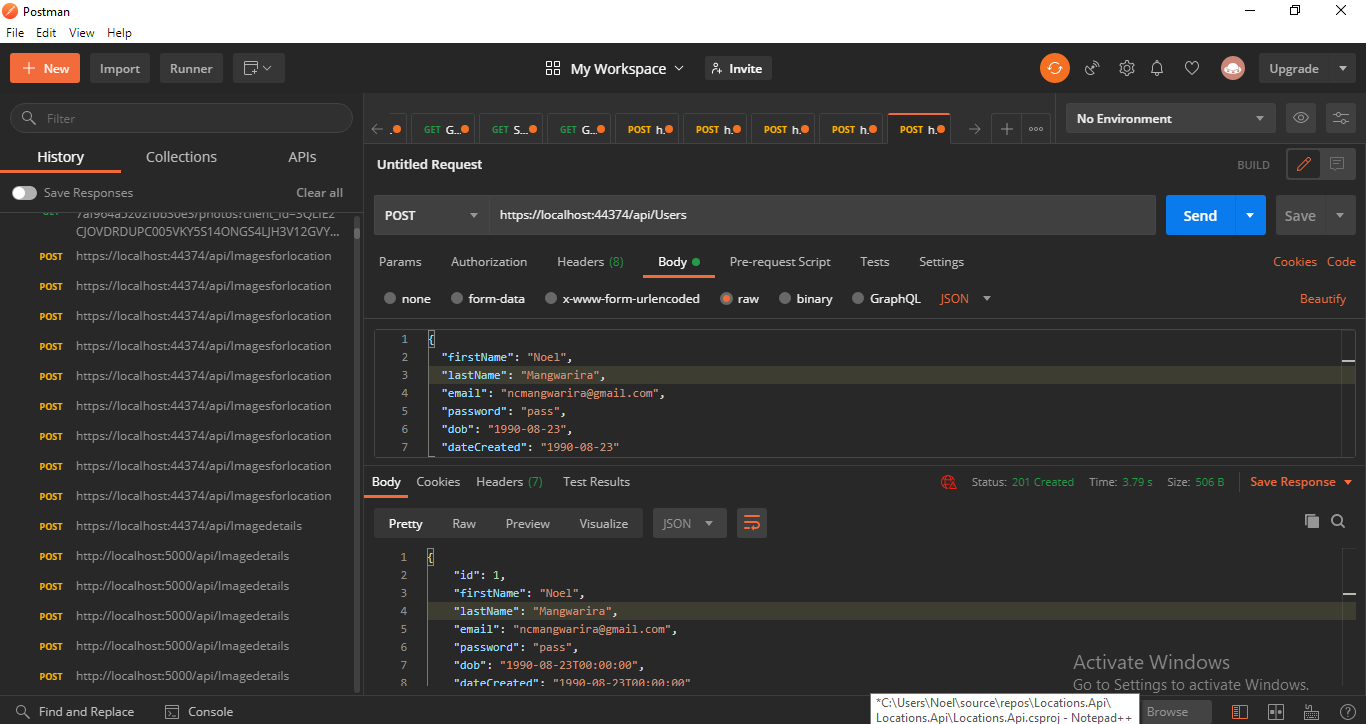 Postman
File Edit View Help
New Import Runner My Workspace Invite Upgrade
Filter
History Collections APIs
Save Responses Clear all
CJOVDRDUPC005VKY5S14ONGS4LJH3V12GVY...
POST https://localhost:44374/api/Imagesforlocation
POST https://localhost:44374/api/Imagesforlocation
POST https://localhost:44374/api/Imagesforlocation
POST https://localhost:44374/api/Imagesforlocation
POST https://localhost:44374/api/Imagesforlocation
POST https://localhost:44374/api/Imagesforlocation
POST https://localhost:44374/api/Imagesforlocation
POST https://localhost:44374/api/Imagesforlocation
POST https://localhost:44374/api/Imagesforlocation
POST https://localhost:44374/api/Imagedetails
POST http://localhost:5000/api/Imagedetails
POST http://localhost:5000/api/Imagedetails
POST http://localhost:5000/api/Imagedetails
POST http://localhost:5000/api/Imagedetails
POST http://localhost:5000/api/Imagedetails
GET G... GET S... GET G... POST h. POST h. POST h. POST h. POST h. No Environment
Untitled Request BUILD
POST https://localhost:44374/api/Users Send Save
Params Authorization Headers (8) Body Pre-request Script Tests Settings Cookies Code
none form-data x-www-form-urlencoded raw binary GraphQL JSON Beautify
1 {
2 "firstName": "Noel",
3 "lastName": "Mangwarira",
4 "email": "ncmangwarira@gmail.com",
5 "password": "pass",
6 "dob": "1990-08-23",
7 "dateCreated": "1990-08-23"
Body Cookies Headers (7) Test Results Status: 201 Created Time: 3.79 s Size: 506 B Save Response
Pretty Raw Preview Visualize JSON
1 {
2 "id": 1,
3 "firstName": "Noel",
4 "lastName": "Mangwarira",
5 "email": "ncmangwarira@gmail.com",
6 "password": "pass",
7 "dob": "1990-08-23T00:00:00",
8 "dateCreated": "1990-08-23T00:00:00"
Activate Windows
Go to Settings to activate Windows.
Find and Replace Console Browse
*C:\Users\Noel\source\repos\Locations.Api\
Locations.Api\Locations.Api.csproj - Notepad++